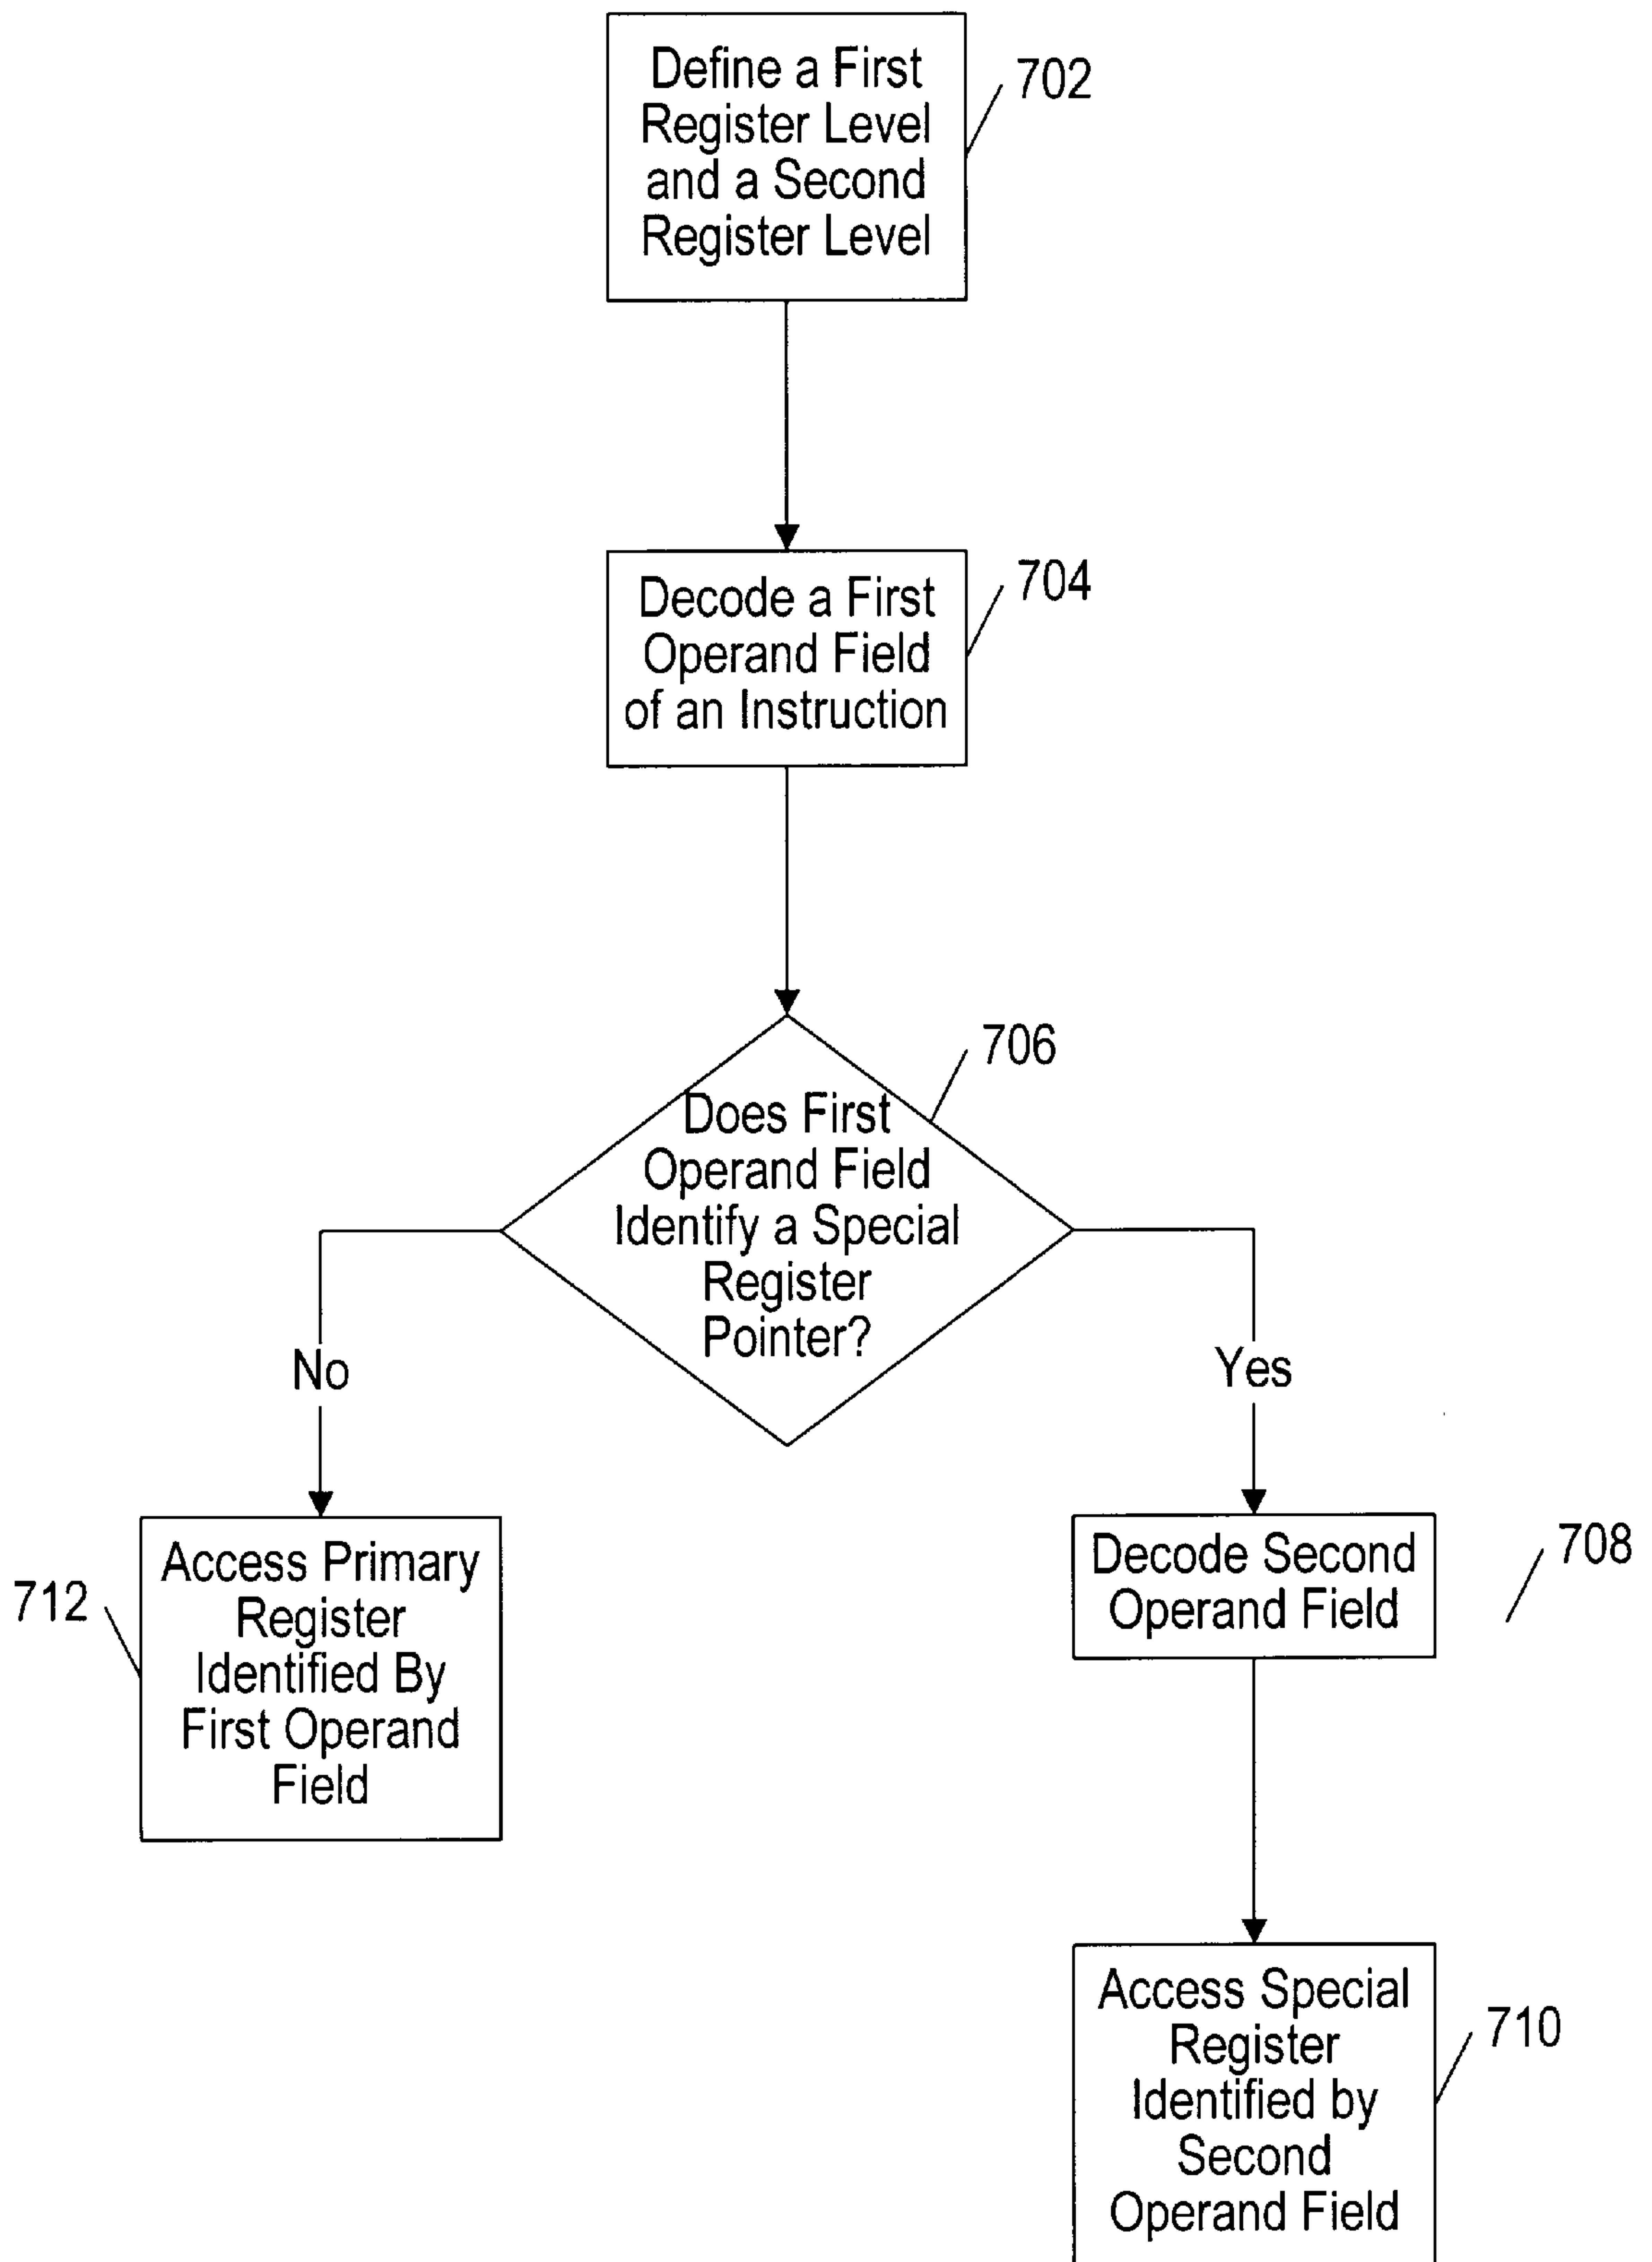 Define a First
Register Level
and a Second
Register Level
702
Decode a First
Operand Field
of an Instruction
704
706
Does First
Operand Field
Identify a Special
Register
Pointer?
No
Yes
712
Access Primary
Register
Identified By
First Operand
Field
Decode Second
Operand Field
708
Access Special
Register
Identified by
Second
Operand Field
710